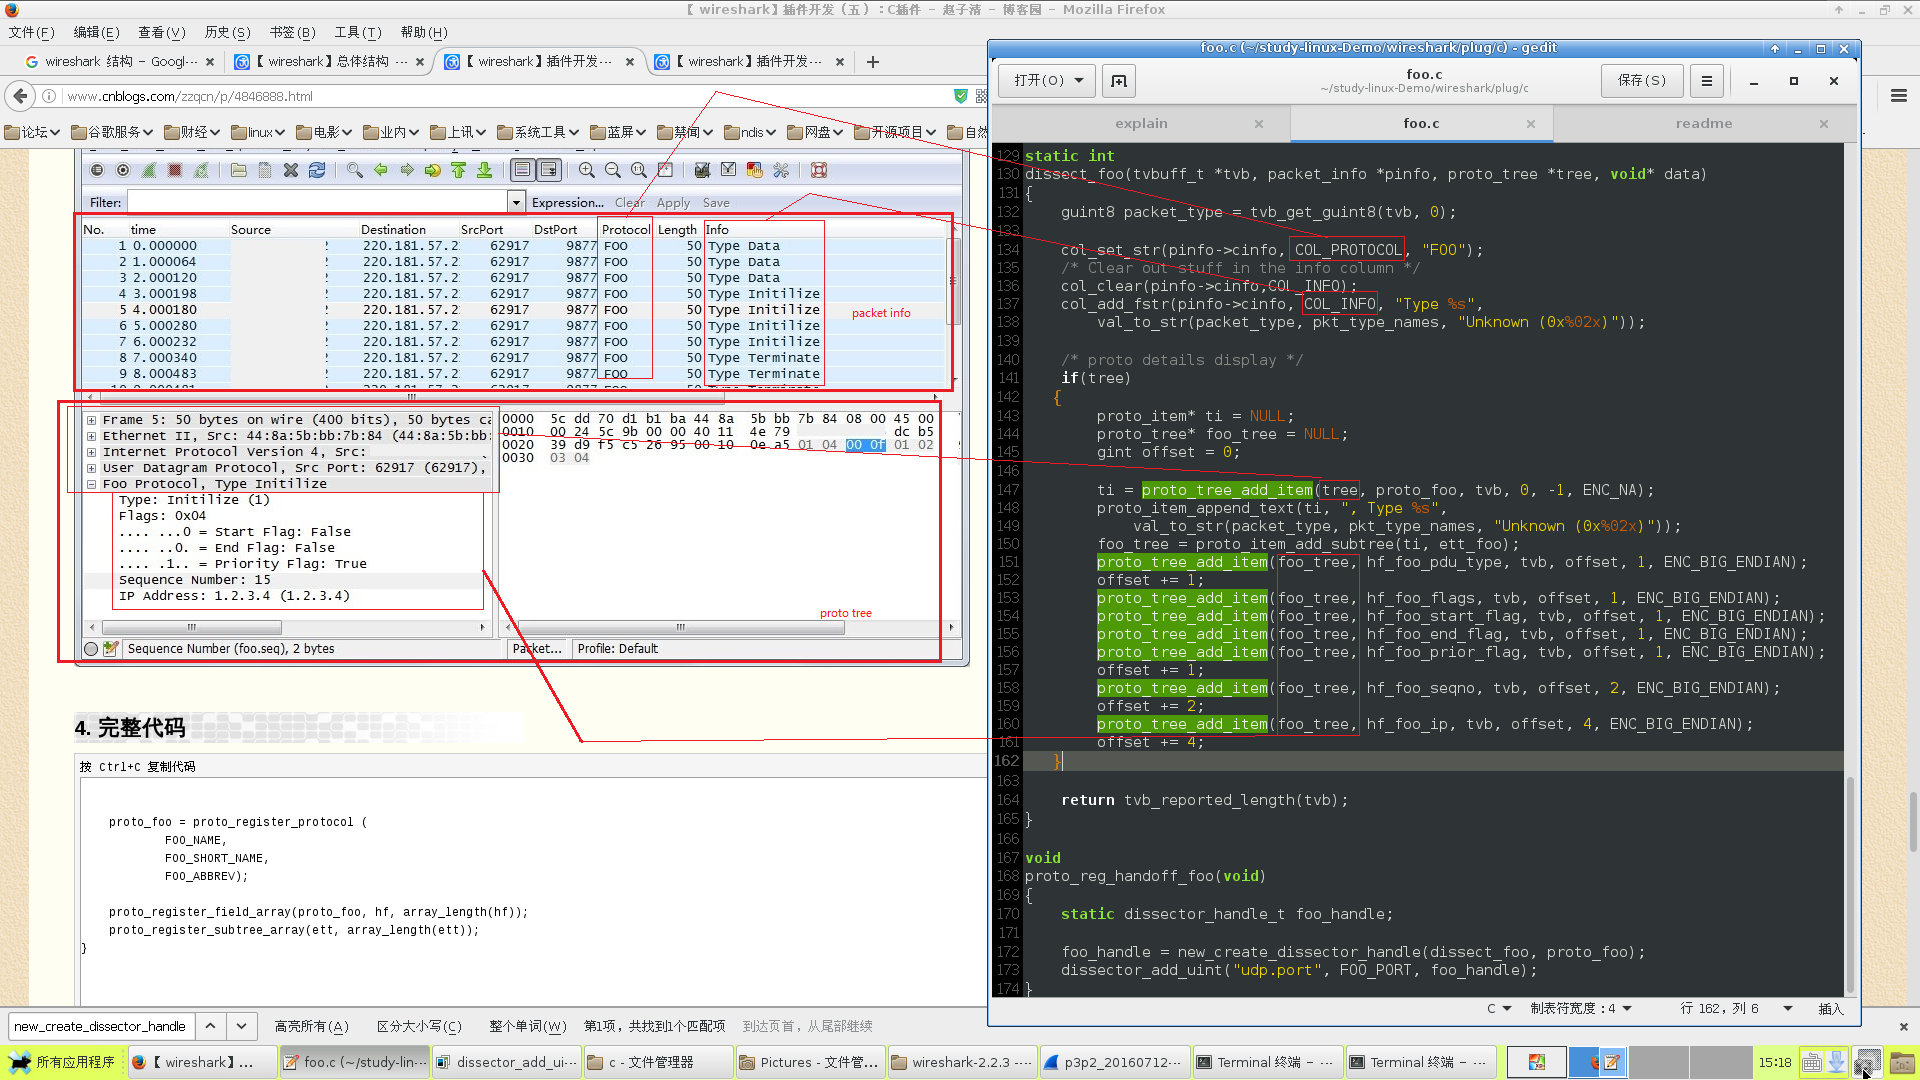 【 wireshark】插件开发（五）：C插件 - 赵子清 - 博客园 - Mozilla Firefox
文件(F) 编辑(E) 查看(V) 历史(S) 书签(B) 工具(T) 帮助(H)
wireshark 结构 - Googl··· × 【 wireshark】总体结构 ··· × 【 wireshark】插件开发··· × 【 wireshark】插件开发··· ×
www.cnblogs.com/zzqcn/p/4846888.html
论坛 谷歌服务 财经 linux 电影 业内 上讯 系统工具 蓝屏 禁闻 ndis 网盘 开源项目 自然
Filter: Expression... Clear Apply Save
No. time Source Destination SrcPort DstPort Protocol Length Info
1 0.000000 220.181.57.2 62917 9877 FOO 50 Type Data
2 1.000064 220.181.57.2 62917 9877 FOO 50 Type Data
3 2.000120 220.181.57.2 62917 9877 FOO 50 Type Data
4 3.000198 220.181.57.2 62917 9877 FOO 50 Type Initilize
5 4.000180 220.181.57.2 62917 9877 FOO 50 Type Initilize
6 5.000280 220.181.57.2 62917 9877 FOO 50 Type Initilize
7 6.000232 220.181.57.2 62917 9877 FOO 50 Type Initilize
8 7.000340 220.181.57.2 62917 9877 FOO 50 Type Terminate
9 8.000483 220.181.57.2 62917 9877 FOO 50 Type Terminate
packet info
Frame 5: 50 bytes on wire (400 bits), 50 bytes ca
Ethernet II, Src: 44:8a:5b:bb:7b:84 (44:8a:5b:bb:
Internet Protocol Version 4, Src:
User Datagram Protocol, Src Port: 62917 (62917),
Foo Protocol, Type Initilize
Type: Initilize (1)
Flags: 0x04
.... ...0 = Start Flag: False
.... ..0. = End Flag: False
.... .1.. = Priority Flag: True
Sequence Number: 15
IP Address: 1.2.3.4 (1.2.3.4)
0000 5c dd 70 d1 b1 ba 44 8a 5b bb 7b 84 08 00 45 00
0010 00 24 5c 9b 00 00 40 11 4e 79 dc b5
0020 39 d9 f5 c5 26 95 00 10 0e a5 01 04 00 0f 01 02
0030 03 04
proto tree
Sequence Number (foo.seq), 2 bytes Packet... Profile: Default
4. 完整代码
按 Ctrl+C 复制代码
proto_foo = proto_register_protocol (
FOO_NAME,
FOO_SHORT_NAME,
FOO_ABBREV);
proto_register_field_array(proto_foo, hf, array_length(hf));
proto_register_subtree_array(ett, array_length(ett));
}
new_create_dissector_handle 高亮所有(A) 区分大小写(C) 整个单词(W) 第1项，共找到1个匹配项 到达页首，从尾部继续
foo.c (~/study-linux-Demo/wireshark/plug/c) - gedit
打开(O) foo.c 保存(S)
~/study-linux-Demo/wireshark/plug/c
explain × foo.c × readme ×
129 static int
130 dissect_foo(tvbuff_t *tvb, packet_info *pinfo, proto_tree *tree, void* data)
131 {
132 guint8 packet_type = tvb_get_guint8(tvb, 0);
133
134 col_set_str(pinfo->cinfo, COL_PROTOCOL, "FOO");
135 /* Clear out stuff in the info column */
136 col_clear(pinfo->cinfo,COL_INFO);
137 col_add_fstr(pinfo->cinfo, COL_INFO, "Type %s",
138 val_to_str(packet_type, pkt_type_names, "Unknown (0x%02x)"));
139
140 /* proto details display */
141 if(tree)
142 {
143 proto_item* ti = NULL;
144 proto_tree* foo_tree = NULL;
145 gint offset = 0;
146
147 ti = proto_tree_add_item(tree, proto_foo, tvb, 0, -1, ENC_NA);
148 proto_item_append_text(ti, ", Type %s",
149 val_to_str(packet_type, pkt_type_names, "Unknown (0x%02x)"));
150 foo_tree = proto_item_add_subtree(ti, ett_foo);
151 proto_tree_add_item(foo_tree, hf_foo_pdu_type, tvb, offset, 1, ENC_BIG_ENDIAN);
152 offset += 1;
153 proto_tree_add_item(foo_tree, hf_foo_flags, tvb, offset, 1, ENC_BIG_ENDIAN);
154 proto_tree_add_item(foo_tree, hf_foo_start_flag, tvb, offset, 1, ENC_BIG_ENDIAN);
155 proto_tree_add_item(foo_tree, hf_foo_end_flag, tvb, offset, 1, ENC_BIG_ENDIAN);
156 proto_tree_add_item(foo_tree, hf_foo_prior_flag, tvb, offset, 1, ENC_BIG_ENDIAN);
157 offset += 1;
158 proto_tree_add_item(foo_tree, hf_foo_seqno, tvb, offset, 2, ENC_BIG_ENDIAN);
159 offset += 2;
160 proto_tree_add_item(foo_tree, hf_foo_ip, tvb, offset, 4, ENC_BIG_ENDIAN);
161 offset += 4;
162 }
163
164 return tvb_reported_length(tvb);
165 }
166
167 void
168 proto_reg_handoff_foo(void)
169 {
170 static dissector_handle_t foo_handle;
171
172 foo_handle = new_create_dissector_handle(dissect_foo, proto_foo);
173 dissector_add_uint("udp.port", FOO_PORT, foo_handle);
174 }
C 制表符宽度：4 行 162，列 6 插入
所有应用程序 【 wireshark】... foo.c (~/study-lin··· dissector_add_ui··· c - 文件管理器 Pictures - 文件管··· wireshark-2.2.3 ··· p3p2_20160712··· Terminal 终端 - ··· Terminal 终端 - ··· 15:18